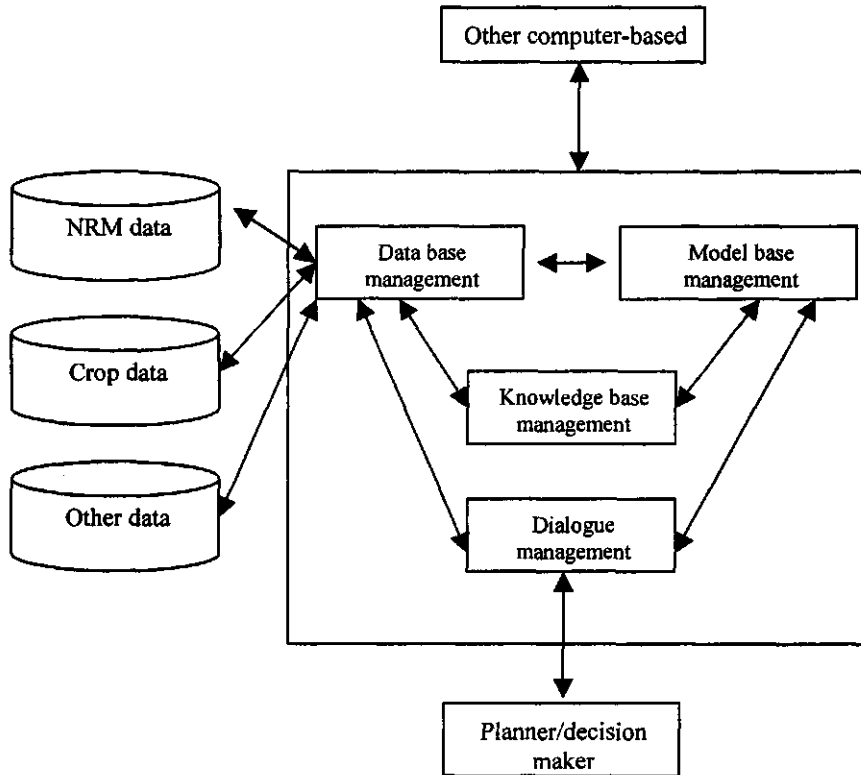 Other computer-based
NRM data
Data base
management
Model base
management
Crop data
Knowledge base
management
Other data
Dialogue
management
Planner/decision
maker